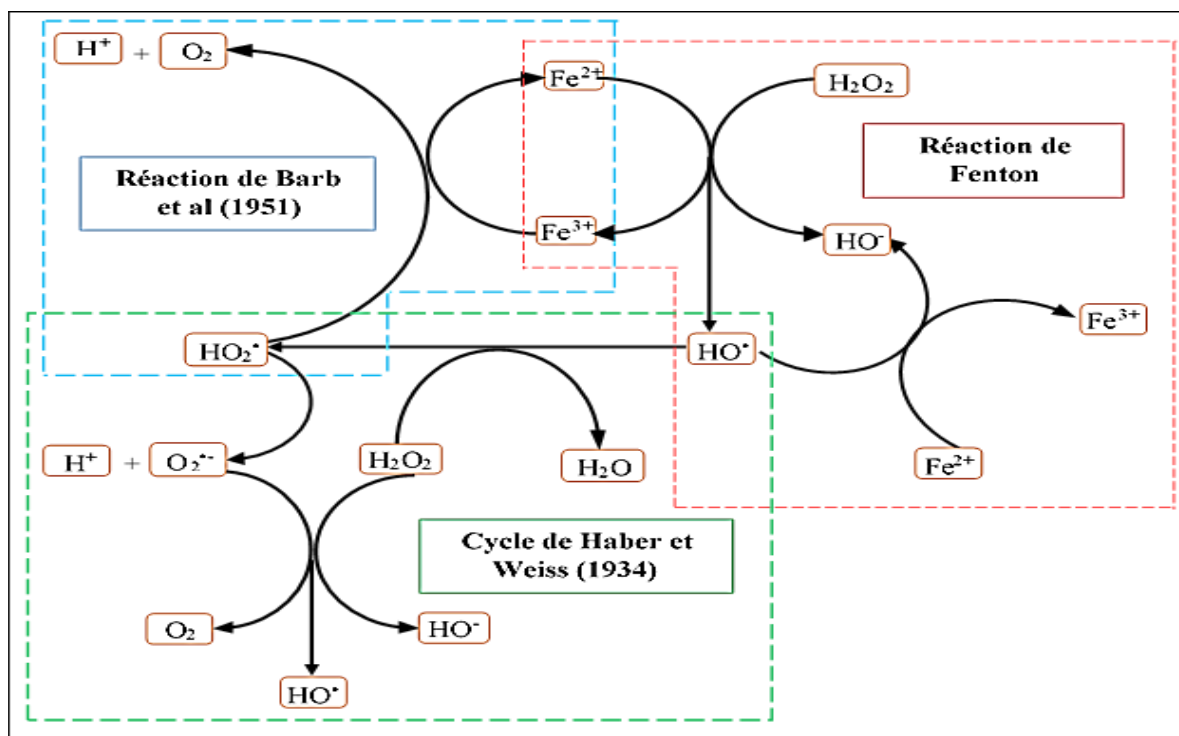 H⁺ + O₂
Fe²⁺
H₂O₂
Réaction de Barb
et al (1951)
Réaction de
Fenton
Fe³⁺
HO⁻
Fe³⁺
HO₂•
HO•
H⁺ + O₂•⁻
H₂O₂
H₂O
Fe²⁺
Cycle de Haber et
Weiss (1934)
O₂
HO⁻
HO•